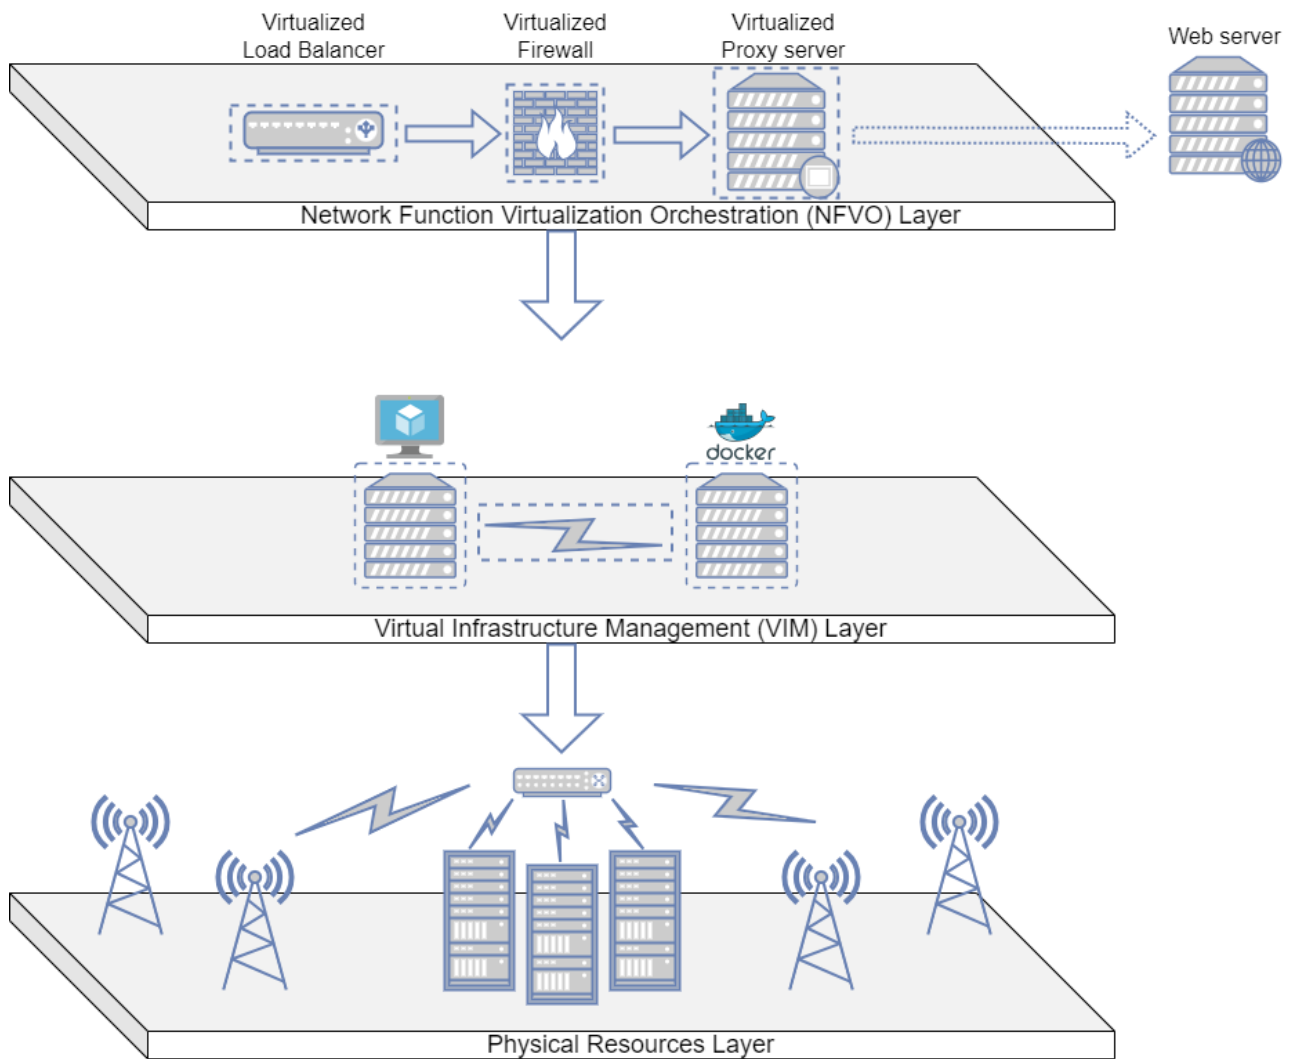 Virtualized
Load Balancer
Virtualized
Firewall
Virtualized
Proxy server
Web server
Network Function Virtualization Orchestration (NFVO) Layer
docker
Virtual Infrastructure Management (VIM) Layer
Physical Resources Layer